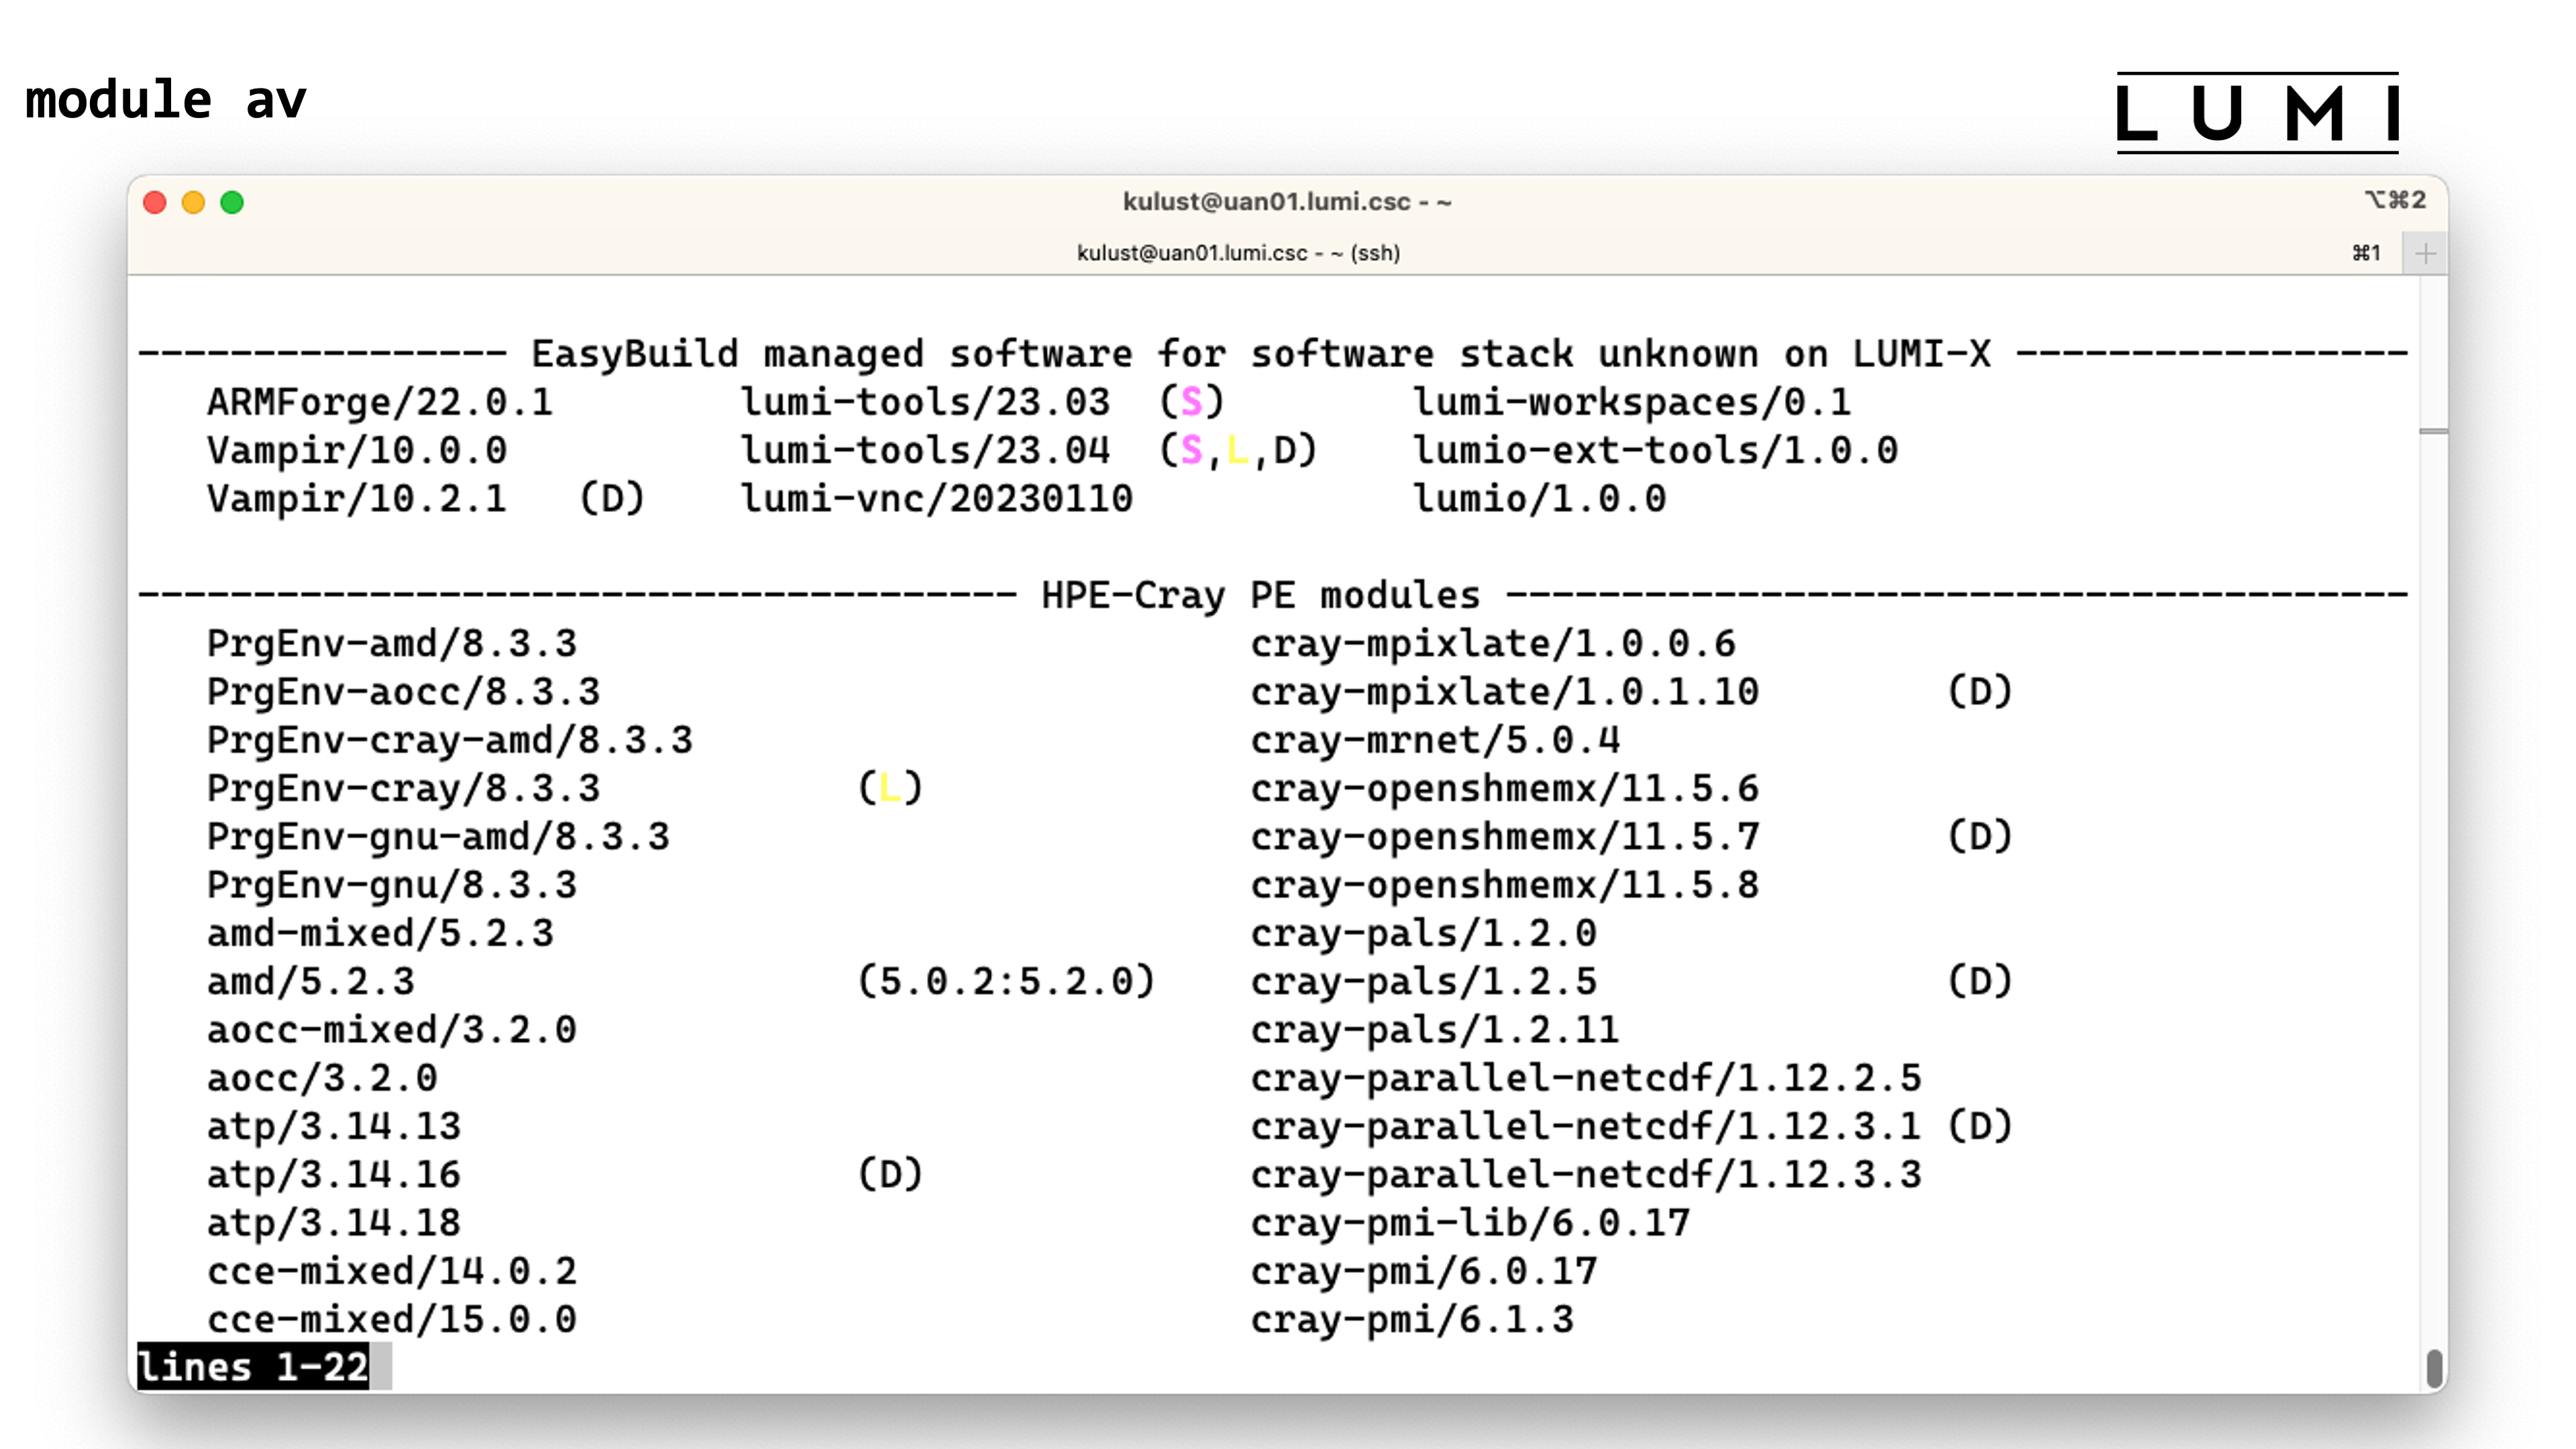 module av
LUMI
kulust@uan01.lumi.csc - ~ ⌥⌘2
kulust@uan01.lumi.csc - ~ (ssh) ⌘1 +
---------------- EasyBuild managed software for software stack unknown on LUMI-X -----------------
ARMForge/22.0.1 lumi-tools/23.03 (S) lumi-workspaces/0.1
Vampir/10.0.0 lumi-tools/23.04 (S,L,D) lumio-ext-tools/1.0.0
Vampir/10.2.1 (D) lumi-vnc/20230110 lumio/1.0.0
-------------------------------------- HPE-Cray PE modules ---------------------------------------
PrgEnv-amd/8.3.3 cray-mpixlate/1.0.0.6
PrgEnv-aocc/8.3.3 cray-mpixlate/1.0.1.10 (D)
PrgEnv-cray-amd/8.3.3 cray-mrnet/5.0.4
PrgEnv-cray/8.3.3 (L) cray-openshmemx/11.5.6
PrgEnv-gnu-amd/8.3.3 cray-openshmemx/11.5.7 (D)
PrgEnv-gnu/8.3.3 cray-openshmemx/11.5.8
amd-mixed/5.2.3 cray-pals/1.2.0
amd/5.2.3 (5.0.2:5.2.0) cray-pals/1.2.5 (D)
aocc-mixed/3.2.0 cray-pals/1.2.11
aocc/3.2.0 cray-parallel-netcdf/1.12.2.5
atp/3.14.13 cray-parallel-netcdf/1.12.3.1 (D)
atp/3.14.16 (D) cray-parallel-netcdf/1.12.3.3
atp/3.14.18 cray-pmi-lib/6.0.17
cce-mixed/14.0.2 cray-pmi/6.0.17
cce-mixed/15.0.0 cray-pmi/6.1.3
lines 1-22